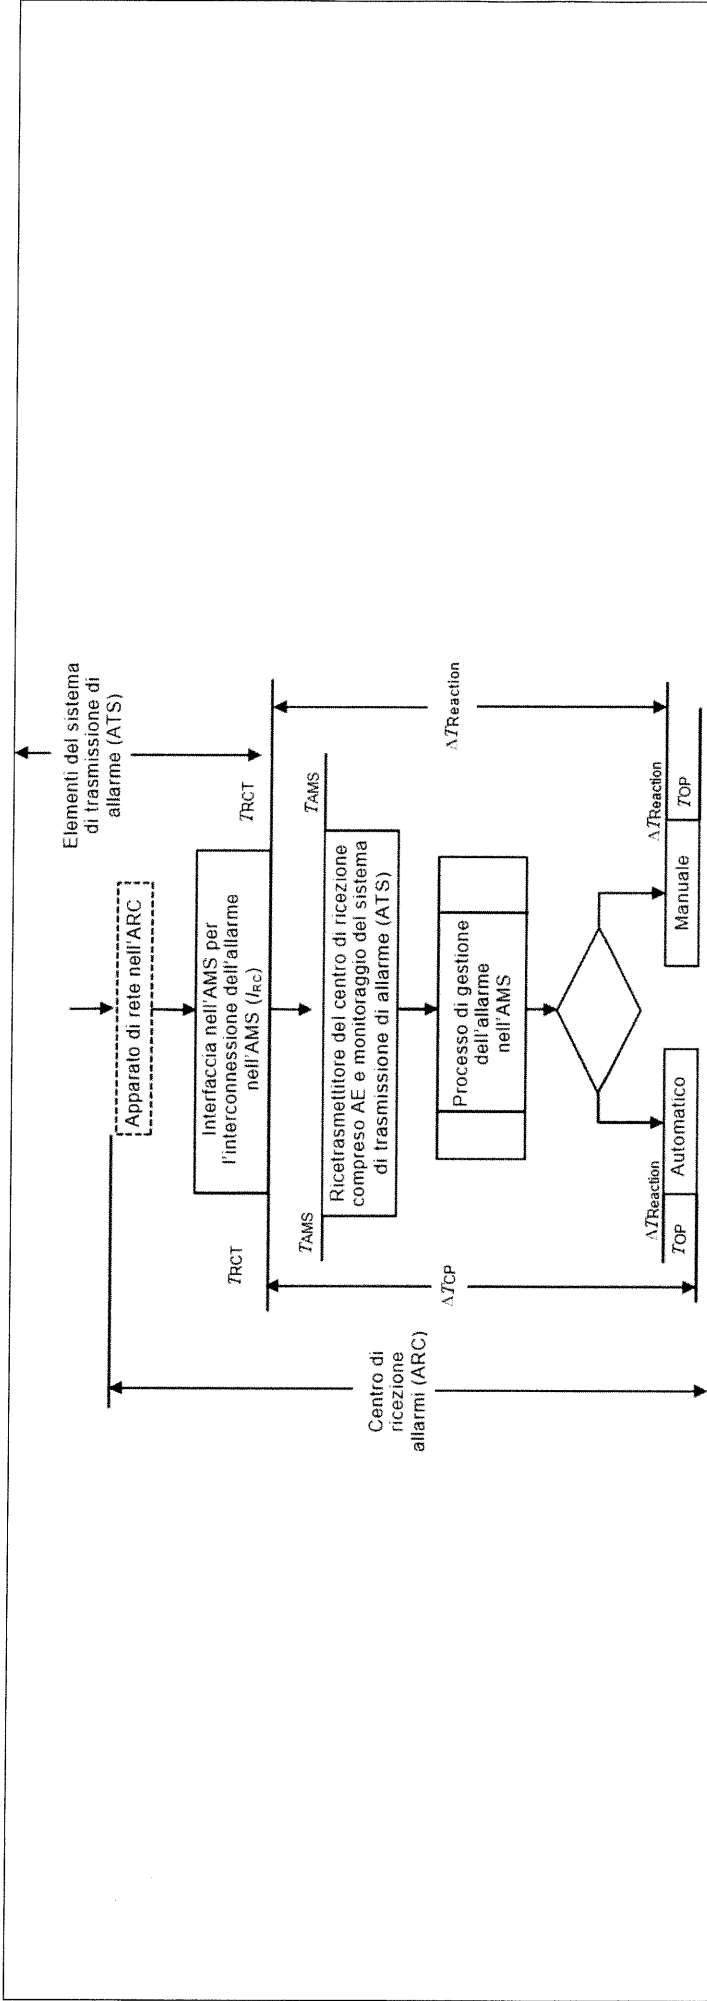 Elementi del sistema
di trasmissione di
allarme (ATS)
Apparato di rete nell'ARC
Interfaccia nell'AMS per
l'interconnessione dell'allarme
nell'AMS (IRC)
TRCT
TRCT
TAMS
TAMS
Ricetrasmettitore del centro di ricezione
compreso AE e monitoraggio del sistema
di trasmissione di allarme (ATS)
Centro di
ricezione
allarmi (ARC)
ΔTCP
ΔTReaction
Processo di gestione
dell'allarme
nell'AMS
ΔTReaction
ΔTReaction
TOP
Automatico
Manuale
TOP